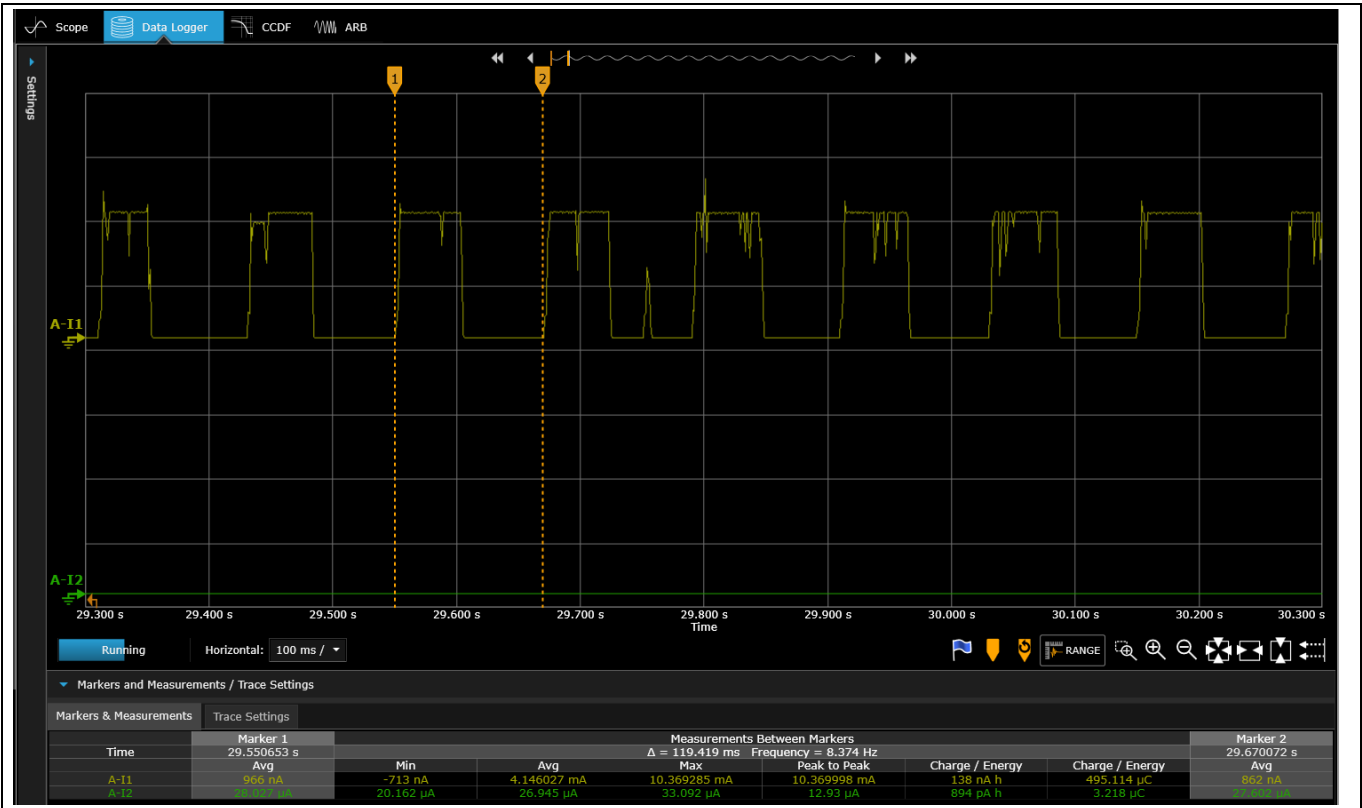 Scope Data Logger CCDF ARB
Settings
1 2
A-I1
A-I2
29.300 s 29.400 s 29.500 s 29.600 s 29.700 s 29.800 s 29.900 s 30.000 s 30.100 s 30.200 s 30.300 s
Time
Running Horizontal: 100 ms / RANGE
Markers and Measurements / Trace Settings
Markers & Measurements Trace Settings
Marker 1 Measurements Between Markers Marker 2
Time 29.550653 s Δ = 119.419 ms Frequency = 8.374 Hz 29.670072 s
Avg Min Avg Max Peak to Peak Charge / Energy Charge / Energy Avg
A-I1 966 nA -713 nA 4.146027 mA 10.369285 mA 10.369998 mA 138 nA h 495.114 µC 862 nA
A-I2 28.027 µA 20.162 µA 26.945 µA 33.092 µA 12.93 µA 894 pA h 3.218 µC 27.602 µA